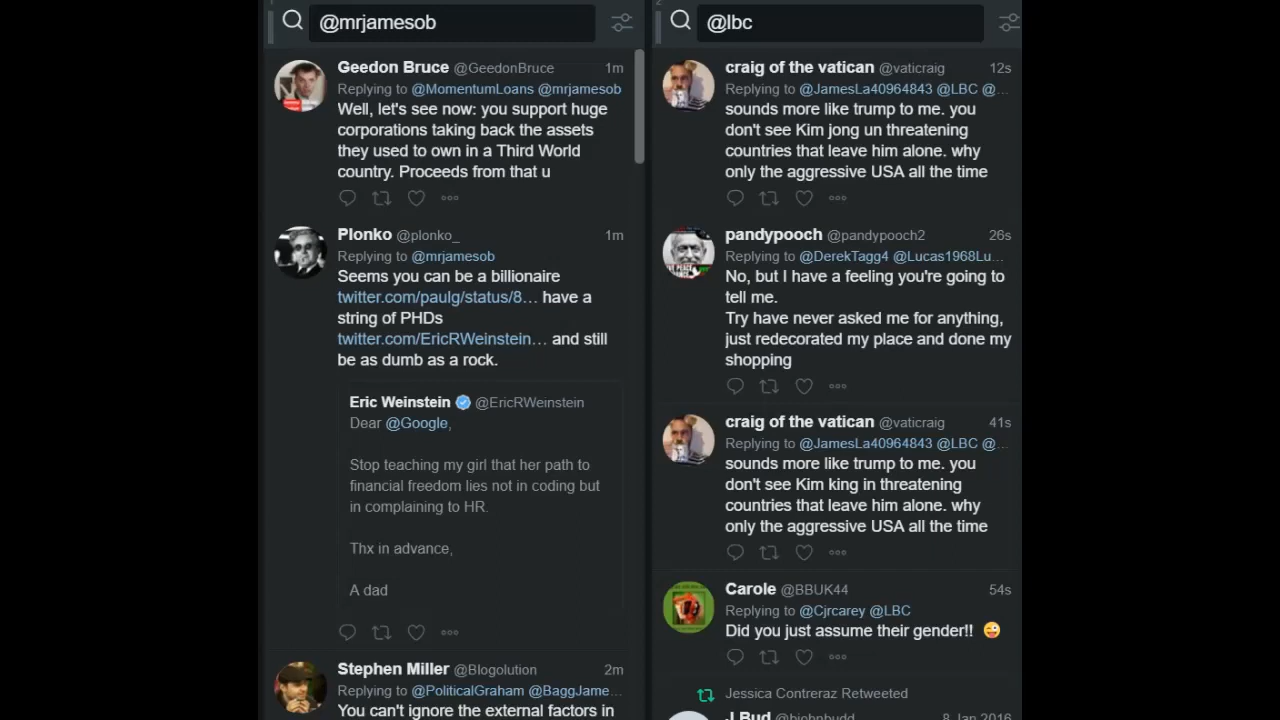 @mrjamesob
Geedon Bruce @GeedonBruce 1m
Replying to @MomentumLoans @mrjamesob
Well, let's see now: you support huge
corporations taking back the assets
they used to own in a Third World
country. Proceeds from that u
Plonko @plonko_ 1m
Replying to @mrjamesob
Seems you can be a billionaire
twitter.com/paulg/status/8… have a
string of PHDs
twitter.com/EricRWeinstein… and still
be as dumb as a rock.
Eric Weinstein @EricRWeinstein
Dear @Google,
Stop teaching my girl that her path to
financial freedom lies not in coding but
in complaining to HR.
Thx in advance,
A dad
Stephen Miller @Blogolution 2m
Replying to @PoliticalGraham @BaggJame…
You can't ignore the external factors in
2
@lbc
craig of the vatican @vaticraig 12s
Replying to @JamesLa40964843 @LBC @…
sounds more like trump to me. you
don't see Kim jong un threatening
countries that leave him alone. why
only the aggressive USA all the time
pandypooch @pandypooch2 26s
Replying to @DerekTagg4 @Lucas1968Lu…
No, but I have a feeling you're going to
tell me.
Try have never asked me for anything,
just redecorated my place and done my
shopping
craig of the vatican @vaticraig 41s
Replying to @JamesLa40964843 @LBC @…
sounds more like trump to me. you
don't see Kim king in threatening
countries that leave him alone. why
only the aggressive USA all the time
Carole @BBUK44 54s
Replying to @Cjrcarey @LBC
Did you just assume their gender!! 😜
Jessica Contreraz Retweeted
J Bud @hjohnbudd 8 Jan 2016